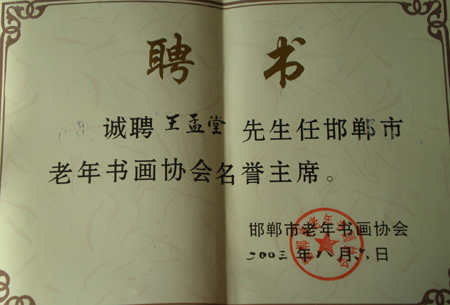 聘书
诚聘王孟堂先生任邯郸市
老年书画协会名誉主席。
邯郸市老年书画协会
2003年八月 日